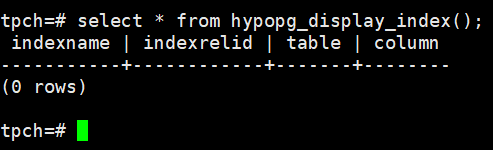 tpch=# select * from hypopg_display_index();
 indexname | indexrelid | table | column
-----------+------------+-------+--------
(0 rows)
tpch=#